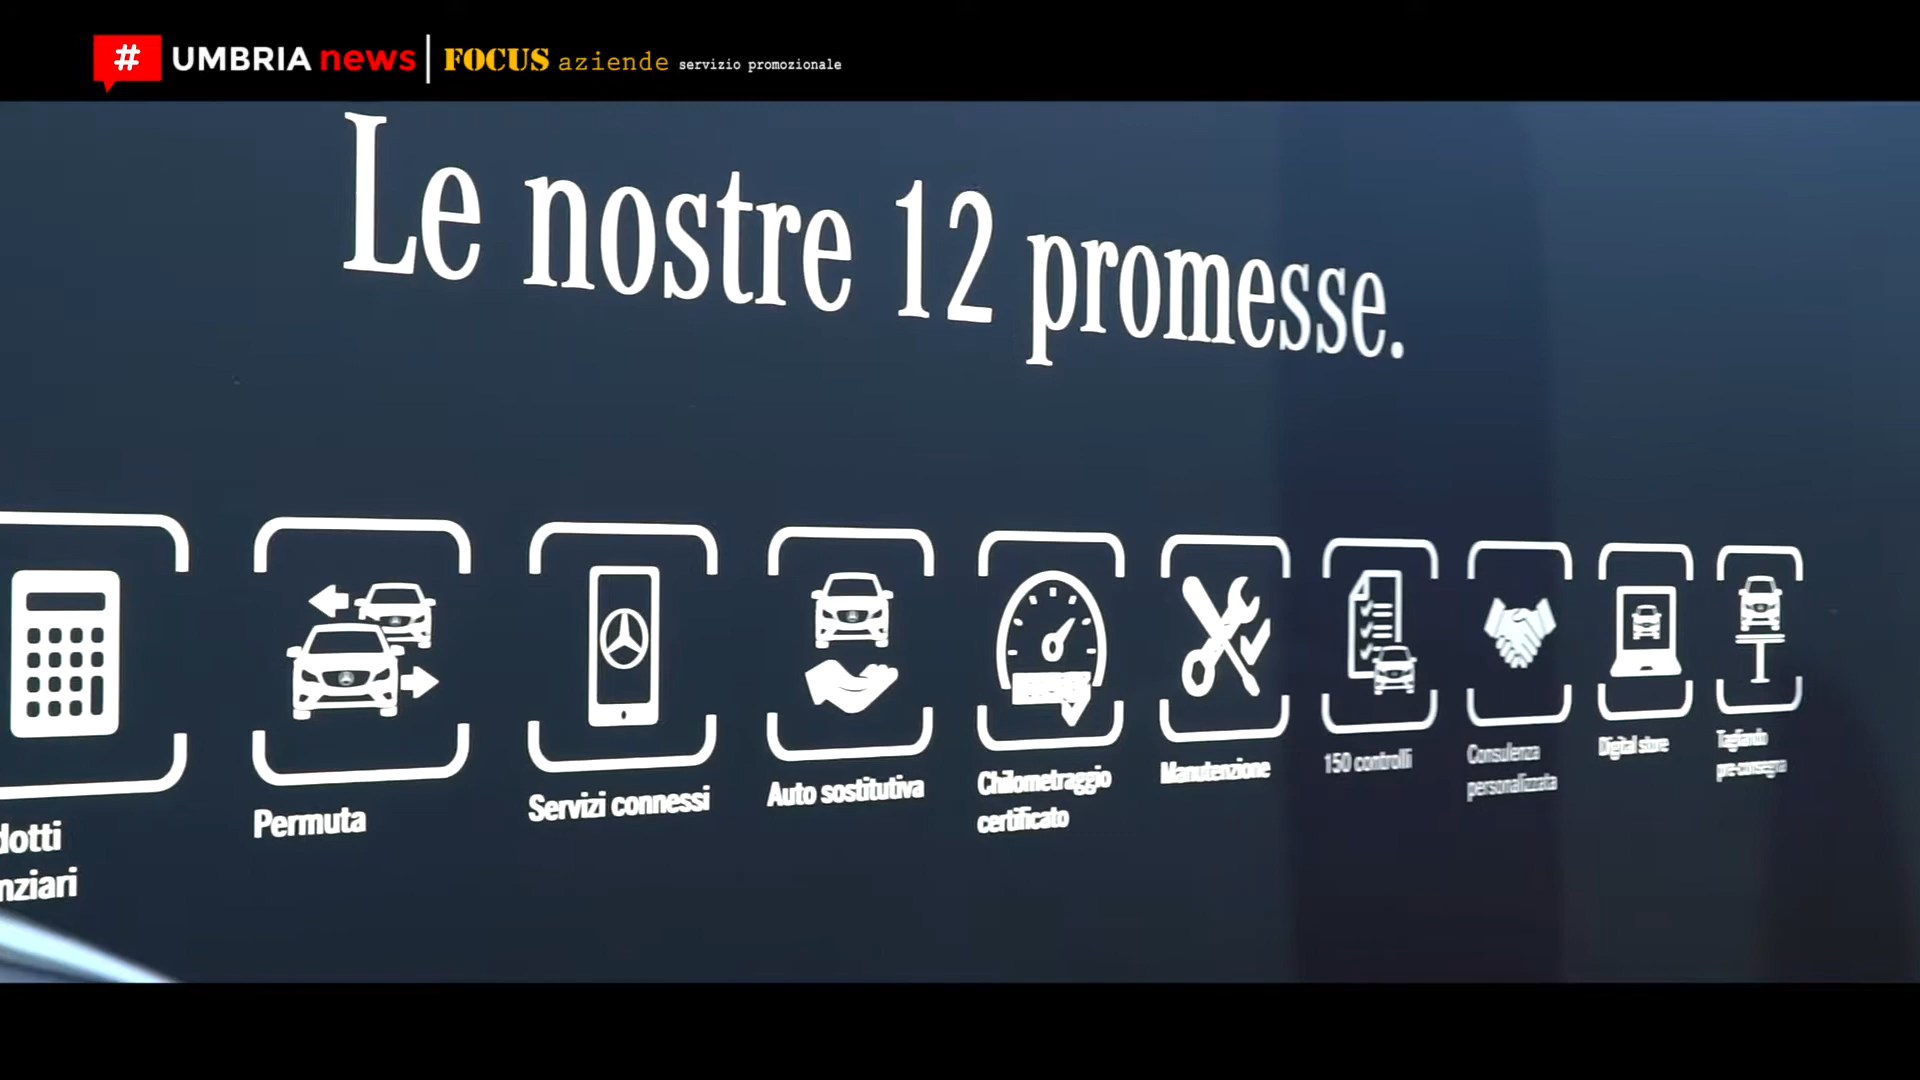 # UMBRIA news FOCUS aziende servizio promozionale
Le nostre 12 promesse.
dotti
nziari
Permuta
Servizi connessi
Auto sostitutiva
Chilometraggio
certificato
Manutenzione
150 controlli
Consulenza
personalizzata
Digital store
Tagliando
pre-consegna